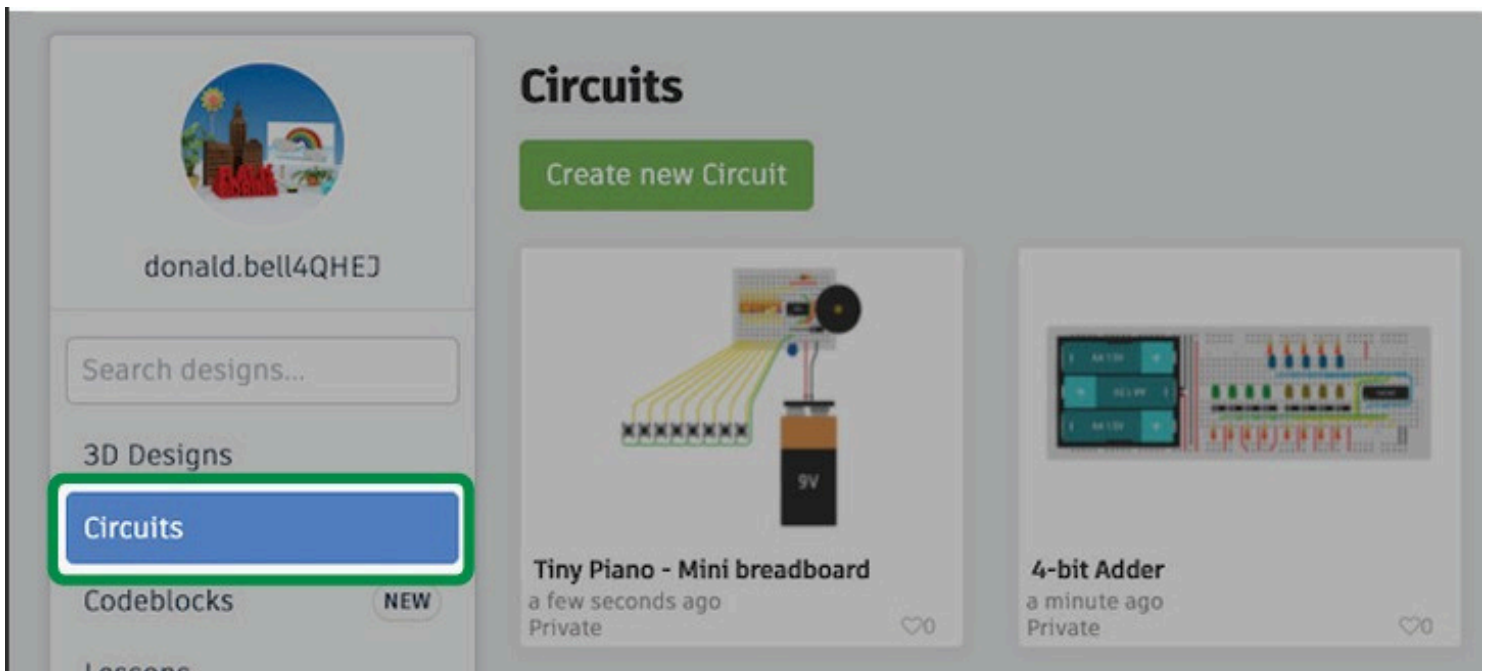 donald.bell4QHEJ
Search designs...
3D Designs
Circuits
Codeblocks NEW
Lessons
Circuits
Create new Circuit
9V
Tiny Piano - Mini breadboard
a few seconds ago
Private
0
4-bit Adder
a minute ago
Private
0